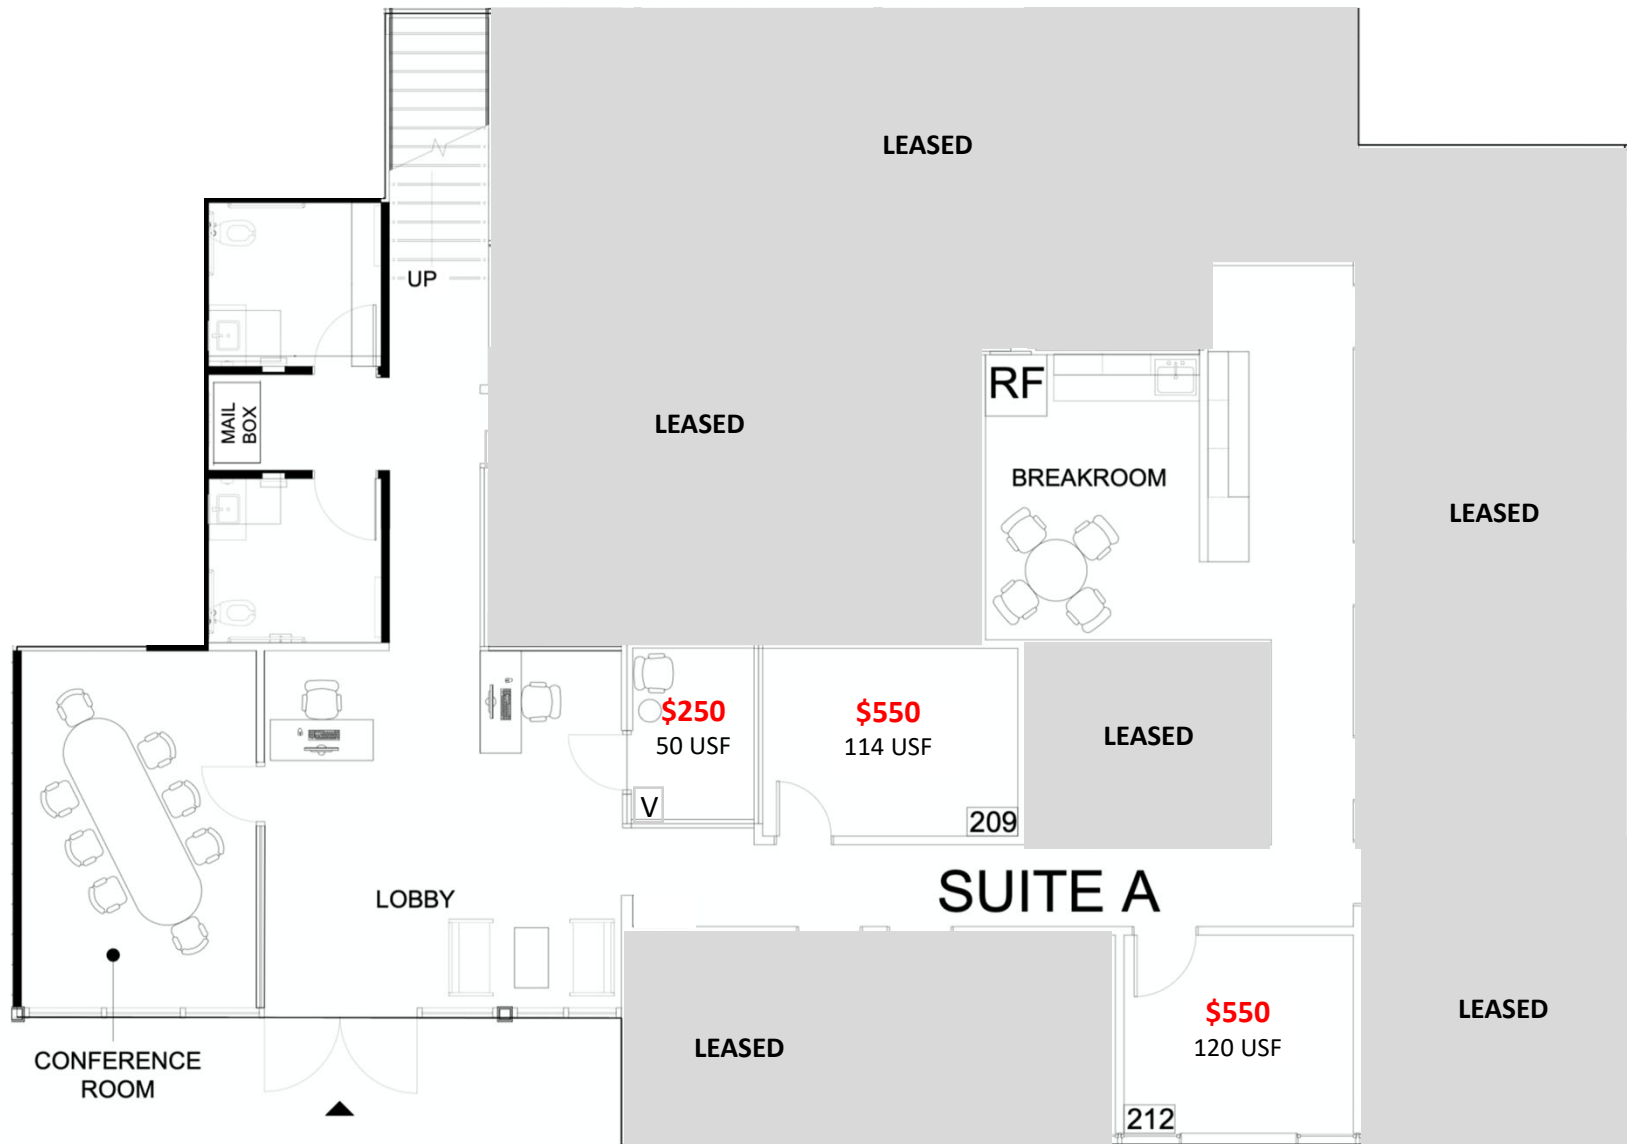 LEASED
UP
LEASED
RF
MAIL
BOX
BREAKROOM
LEASED
$250
50 USF
$550
114 USF
LEASED
V
209
SUITE A
LOBBY
$550
120 USF
LEASED
LEASED
CONFERENCE
ROOM
212